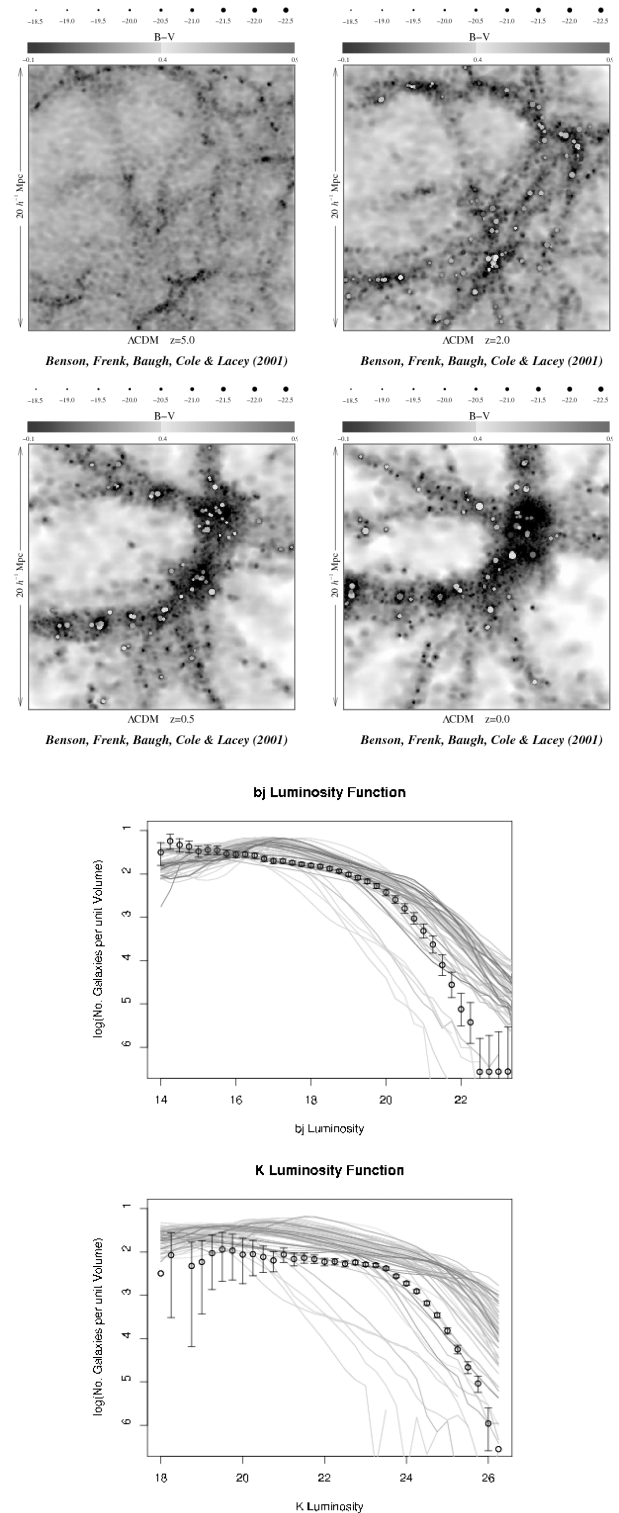 −18.5 −19.0 −19.5 −20.0 −20.5 −21.0 −21.5 −22.0 −22.5
B−V
−0.1 0.4 0.9
20 h⁻¹ Mpc
ΛCDM z=5.0
Benson, Frenk, Baugh, Cole & Lacey (2001)
−18.5 −19.0 −19.5 −20.0 −20.5 −21.0 −21.5 −22.0 −22.5
B−V
−0.1 0.4
20 h⁻¹ Mpc
ΛCDM z=2.0
Benson, Frenk, Baugh, Cole & Lacey (2001)
−18.5 −19.0 −19.5 −20.0 −20.5 −21.0 −21.5 −22.0 −22.5
B−V
−0.1 0.4
20 h⁻¹ Mpc
ΛCDM z=0.5
Benson, Frenk, Baugh, Cole & Lacey (2001)
−18.5 −19.0 −19.5 −20.0 −20.5 −21.0 −21.5 −22.0 −22.5
B−V
−0.1 0.4
20 h⁻¹ Mpc
ΛCDM z=0.0
Benson, Frenk, Baugh, Cole & Lacey (2001)
bj Luminosity Function
log(No. Galaxies per unit Volume)
1
2
3
4
5
6
14 16 18 20 22
bj Luminosity
K Luminosity Function
log(No. Galaxies per unit Volume)
1
2
3
4
5
6
18 20 22 24 26
K Luminosity